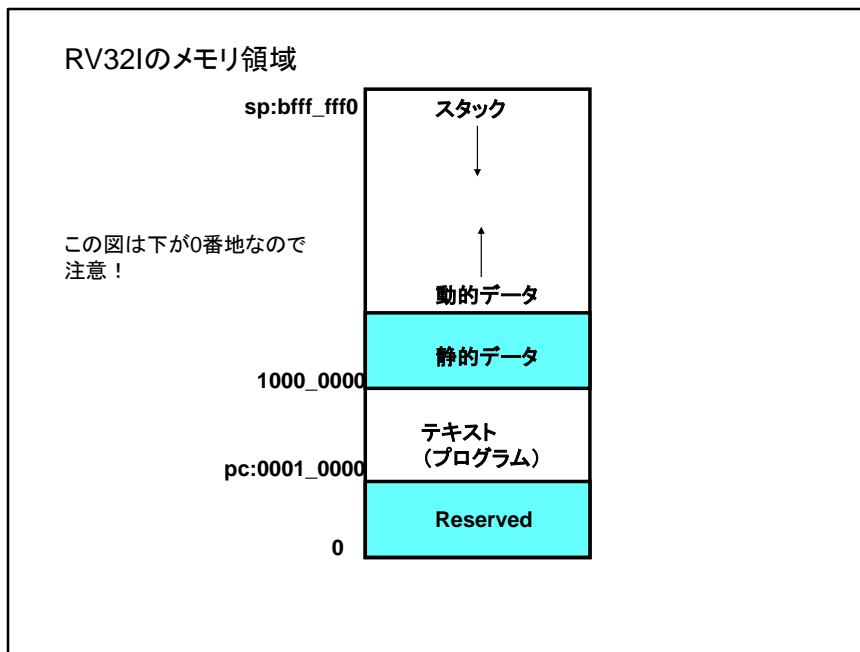 RV32Iのメモリ領域
sp:bfff_fff0
スタック
この図は下が0番地なので
注意！
動的データ
静的データ
1000_0000
テキスト
（プログラム）
pc:0001_0000
Reserved
0